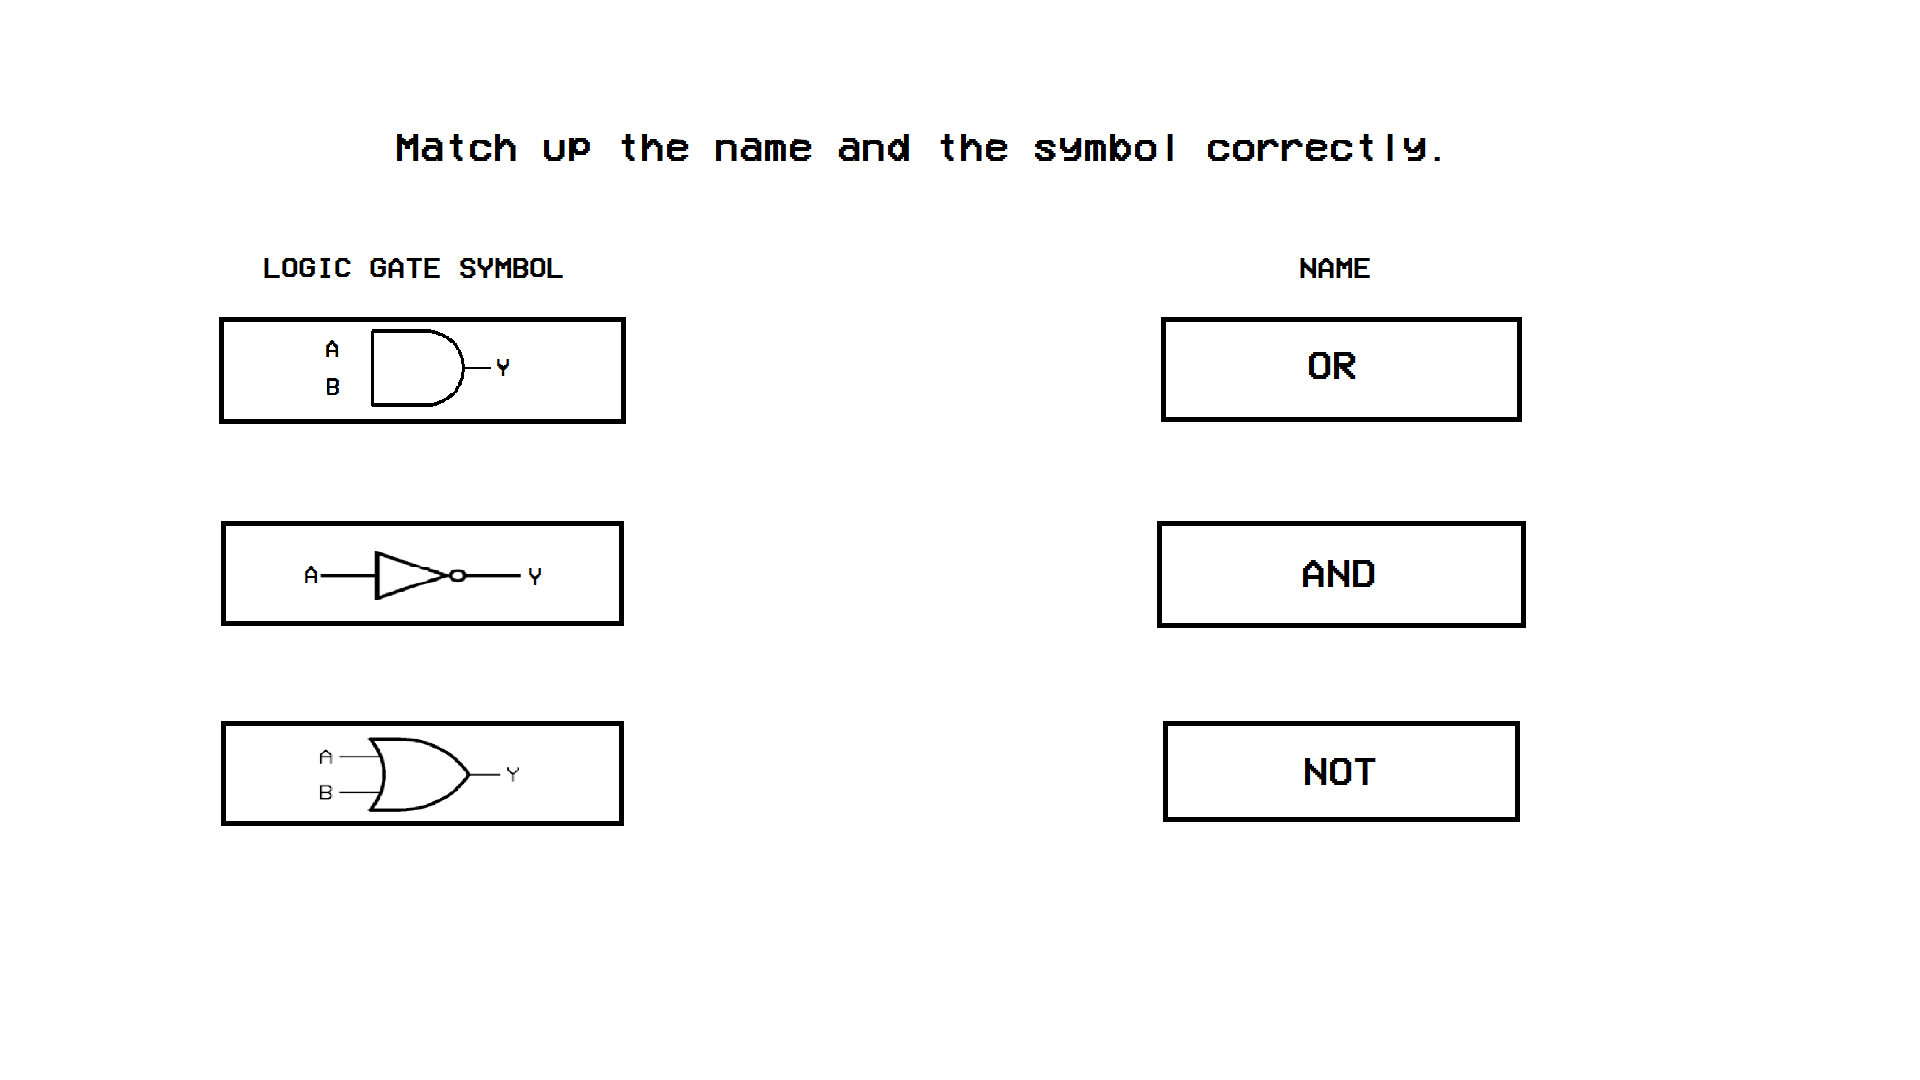 Match up the name and the symbol correctly.
LOGIC GATE SYMBOL
NAME
A
B
Y
OR
A
Y
AND
A
B
Y
NOT